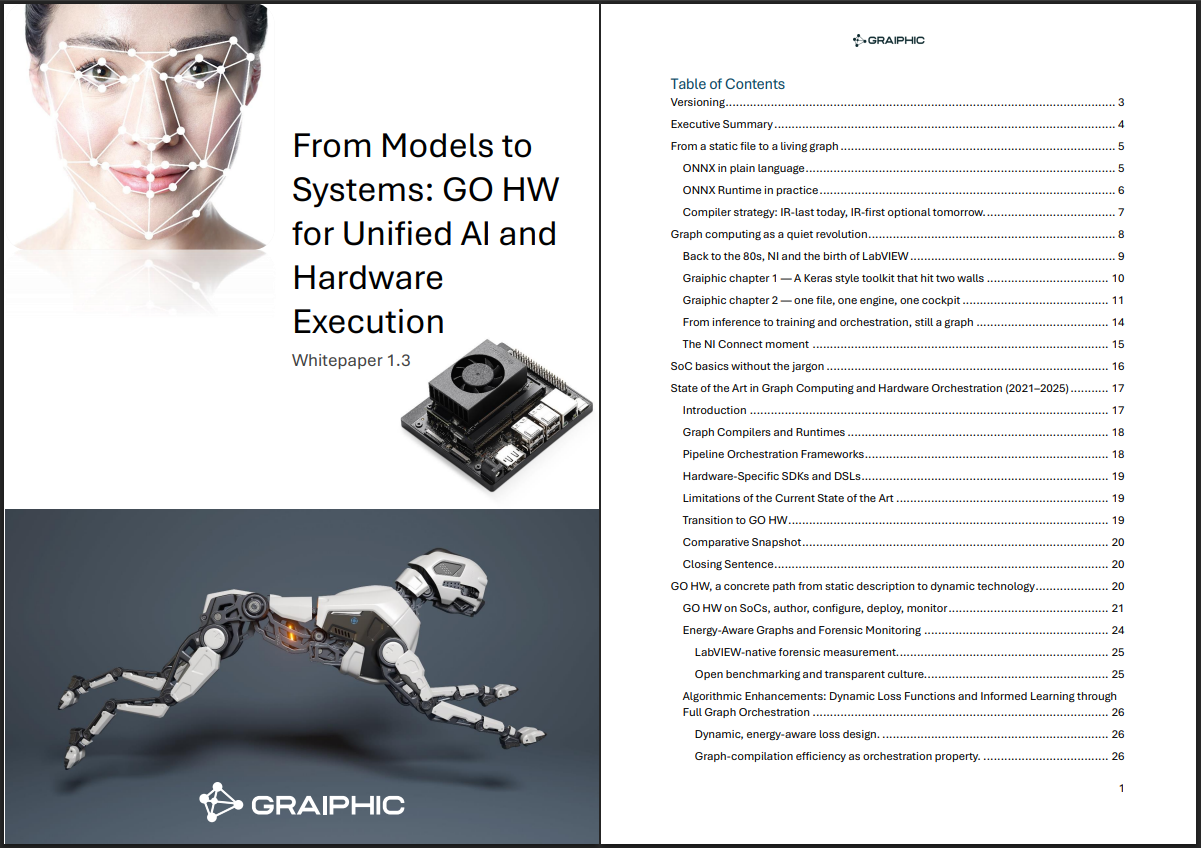 From Models to
Systems: GO HW
for Unified AI and
Hardware
Execution
Whitepaper 1.3
GRAIPHIC
GRAIPHIC
Table of Contents
Versioning........ 3
Executive Summary........ 4
From a static file to a living graph........ 5
ONNX in plain language........ 5
ONNX Runtime in practice........ 6
Compiler strategy: IR-last today, IR-first optional tomorrow......... 7
Graph computing as a quiet revolution........ 8
Back to the 80s, NI and the birth of LabVIEW........ 9
Graiphic chapter 1 — A Keras style toolkit that hit two walls........ 10
Graiphic chapter 2 — one file, one engine, one cockpit........ 11
From inference to training and orchestration, still a graph........ 14
The NI Connect moment........ 15
SoC basics without the jargon........ 16
State of the Art in Graph Computing and Hardware Orchestration (2021–2025)........ 17
Introduction........ 17
Graph Compilers and Runtimes........ 18
Pipeline Orchestration Frameworks........ 18
Hardware-Specific SDKs and DSLs........ 19
Limitations of the Current State of the Art........ 19
Transition to GO HW........ 19
Comparative Snapshot........ 20
Closing Sentence........ 20
GO HW, a concrete path from static description to dynamic technology........ 20
GO HW on SoCs, author, configure, deploy, monitor........ 21
Energy-Aware Graphs and Forensic Monitoring........ 24
LabVIEW-native forensic measurement......... 25
Open benchmarking and transparent culture......... 25
Algorithmic Enhancements: Dynamic Loss Functions and Informed Learning through
Full Graph Orchestration........ 26
Dynamic, energy-aware loss design. ........ 26
Graph-compilation efficiency as orchestration property. ........ 26
1